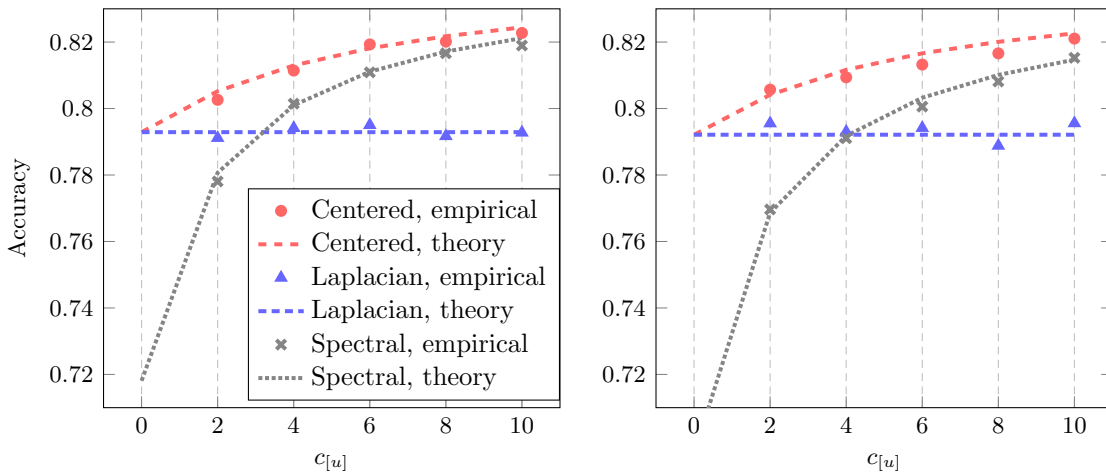 0.82
0.8
0.78
0.76
0.74
0.72
Accuracy
0 2 4 6 8 10
c[u]
Centered, empirical
Centered, theory
Laplacian, empirical
Laplacian, theory
Spectral, empirical
Spectral, theory
0.82
0.8
0.78
0.76
0.74
0.72
0 2 4 6 8 10
c[u]